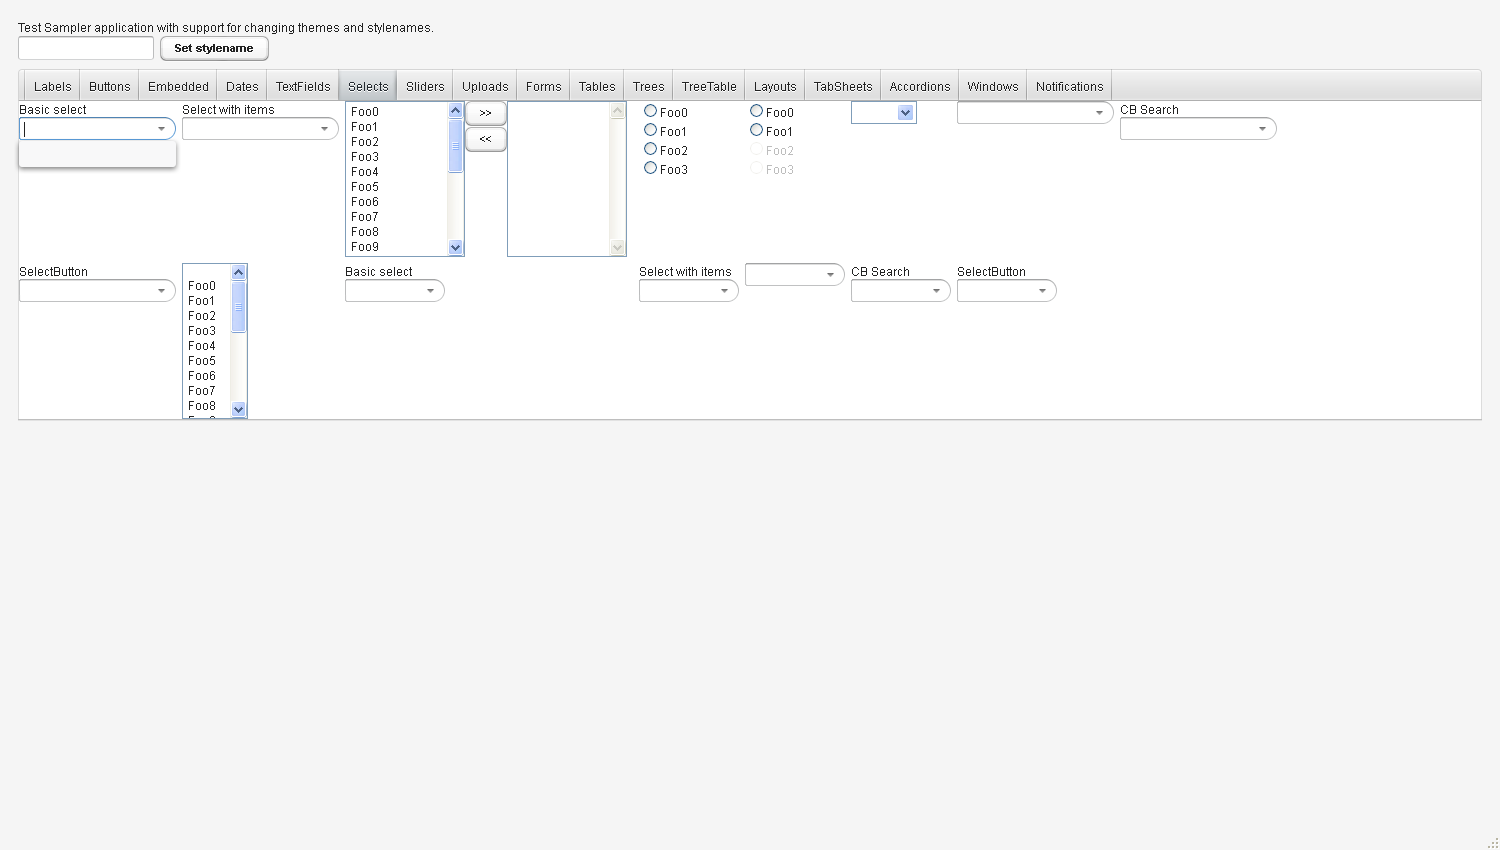 Test Sampler application with support for changing themes and stylenames.
Set stylename
Labels Buttons Embedded Dates TextFields Selects Sliders Uploads Forms Tables Trees TreeTable Layouts TabSheets Accordions Windows Notifications
Basic select
Select with items
Foo0
Foo1
Foo2
Foo3
Foo4
Foo5
Foo6
Foo7
Foo8
Foo9
>>
<<
Foo0
Foo1
Foo2
Foo3
Foo0
Foo1
Foo2
Foo3
CB Search
SelectButton
Foo0
Foo1
Foo2
Foo3
Foo4
Foo5
Foo6
Foo7
Foo8
Basic select
Select with items
CB Search
SelectButton